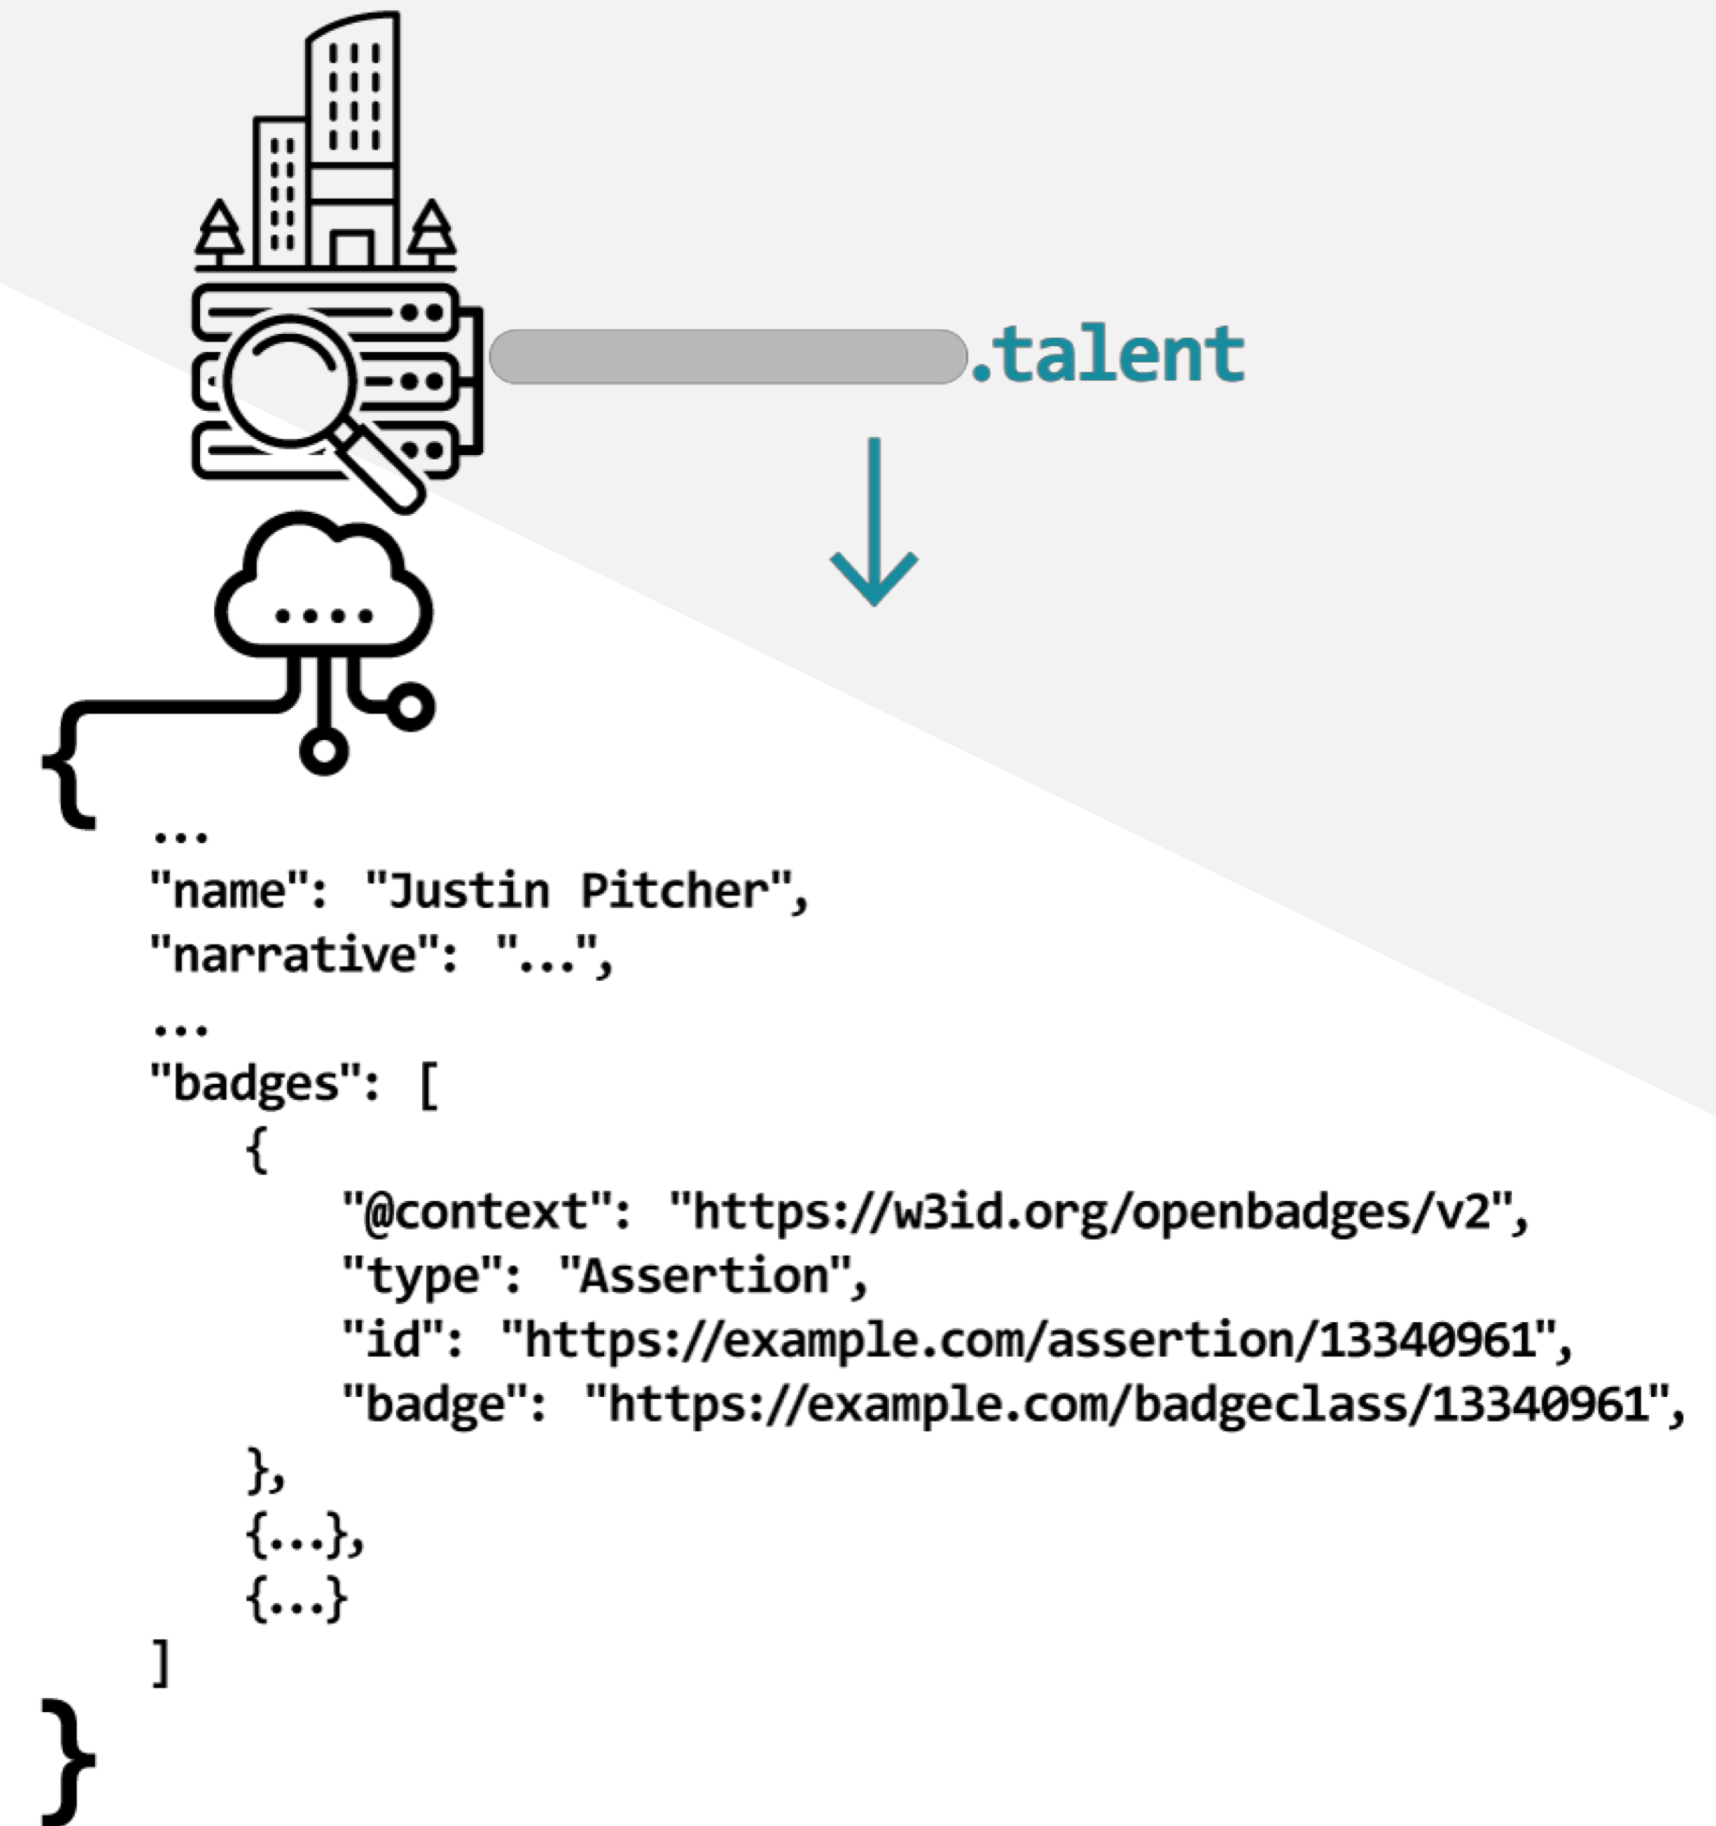 .talent
{
...
"name": "Justin Pitcher",
"narrative": "...",
...
"badges": [
{
"@context": "https://w3id.org/openbadges/v2",
"type": "Assertion",
"id": "https://example.com/assertion/13340961",
"badge": "https://example.com/badgeclass/13340961",
},
{...},
{...}
]
}